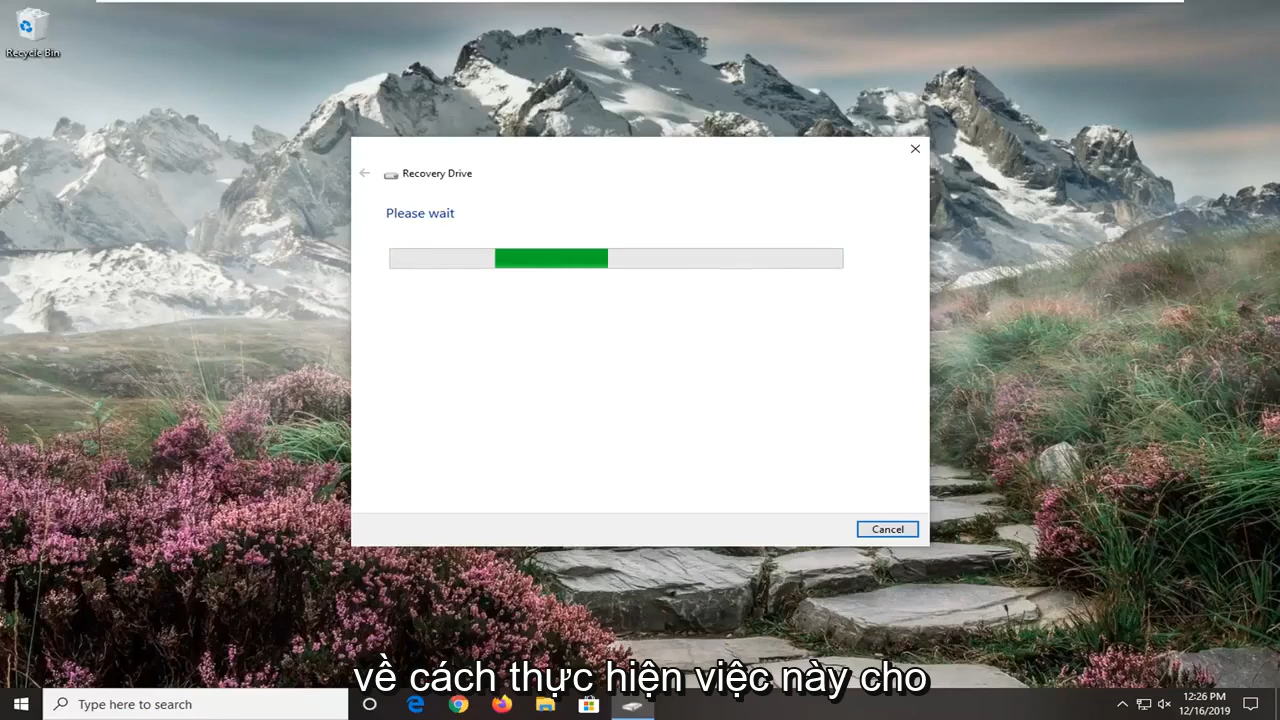 Recycle Bin
Recovery Drive
Please wait
Cancel
về cách thực hiện việc này cho
Type here to search
12:26 PM
12/16/2019